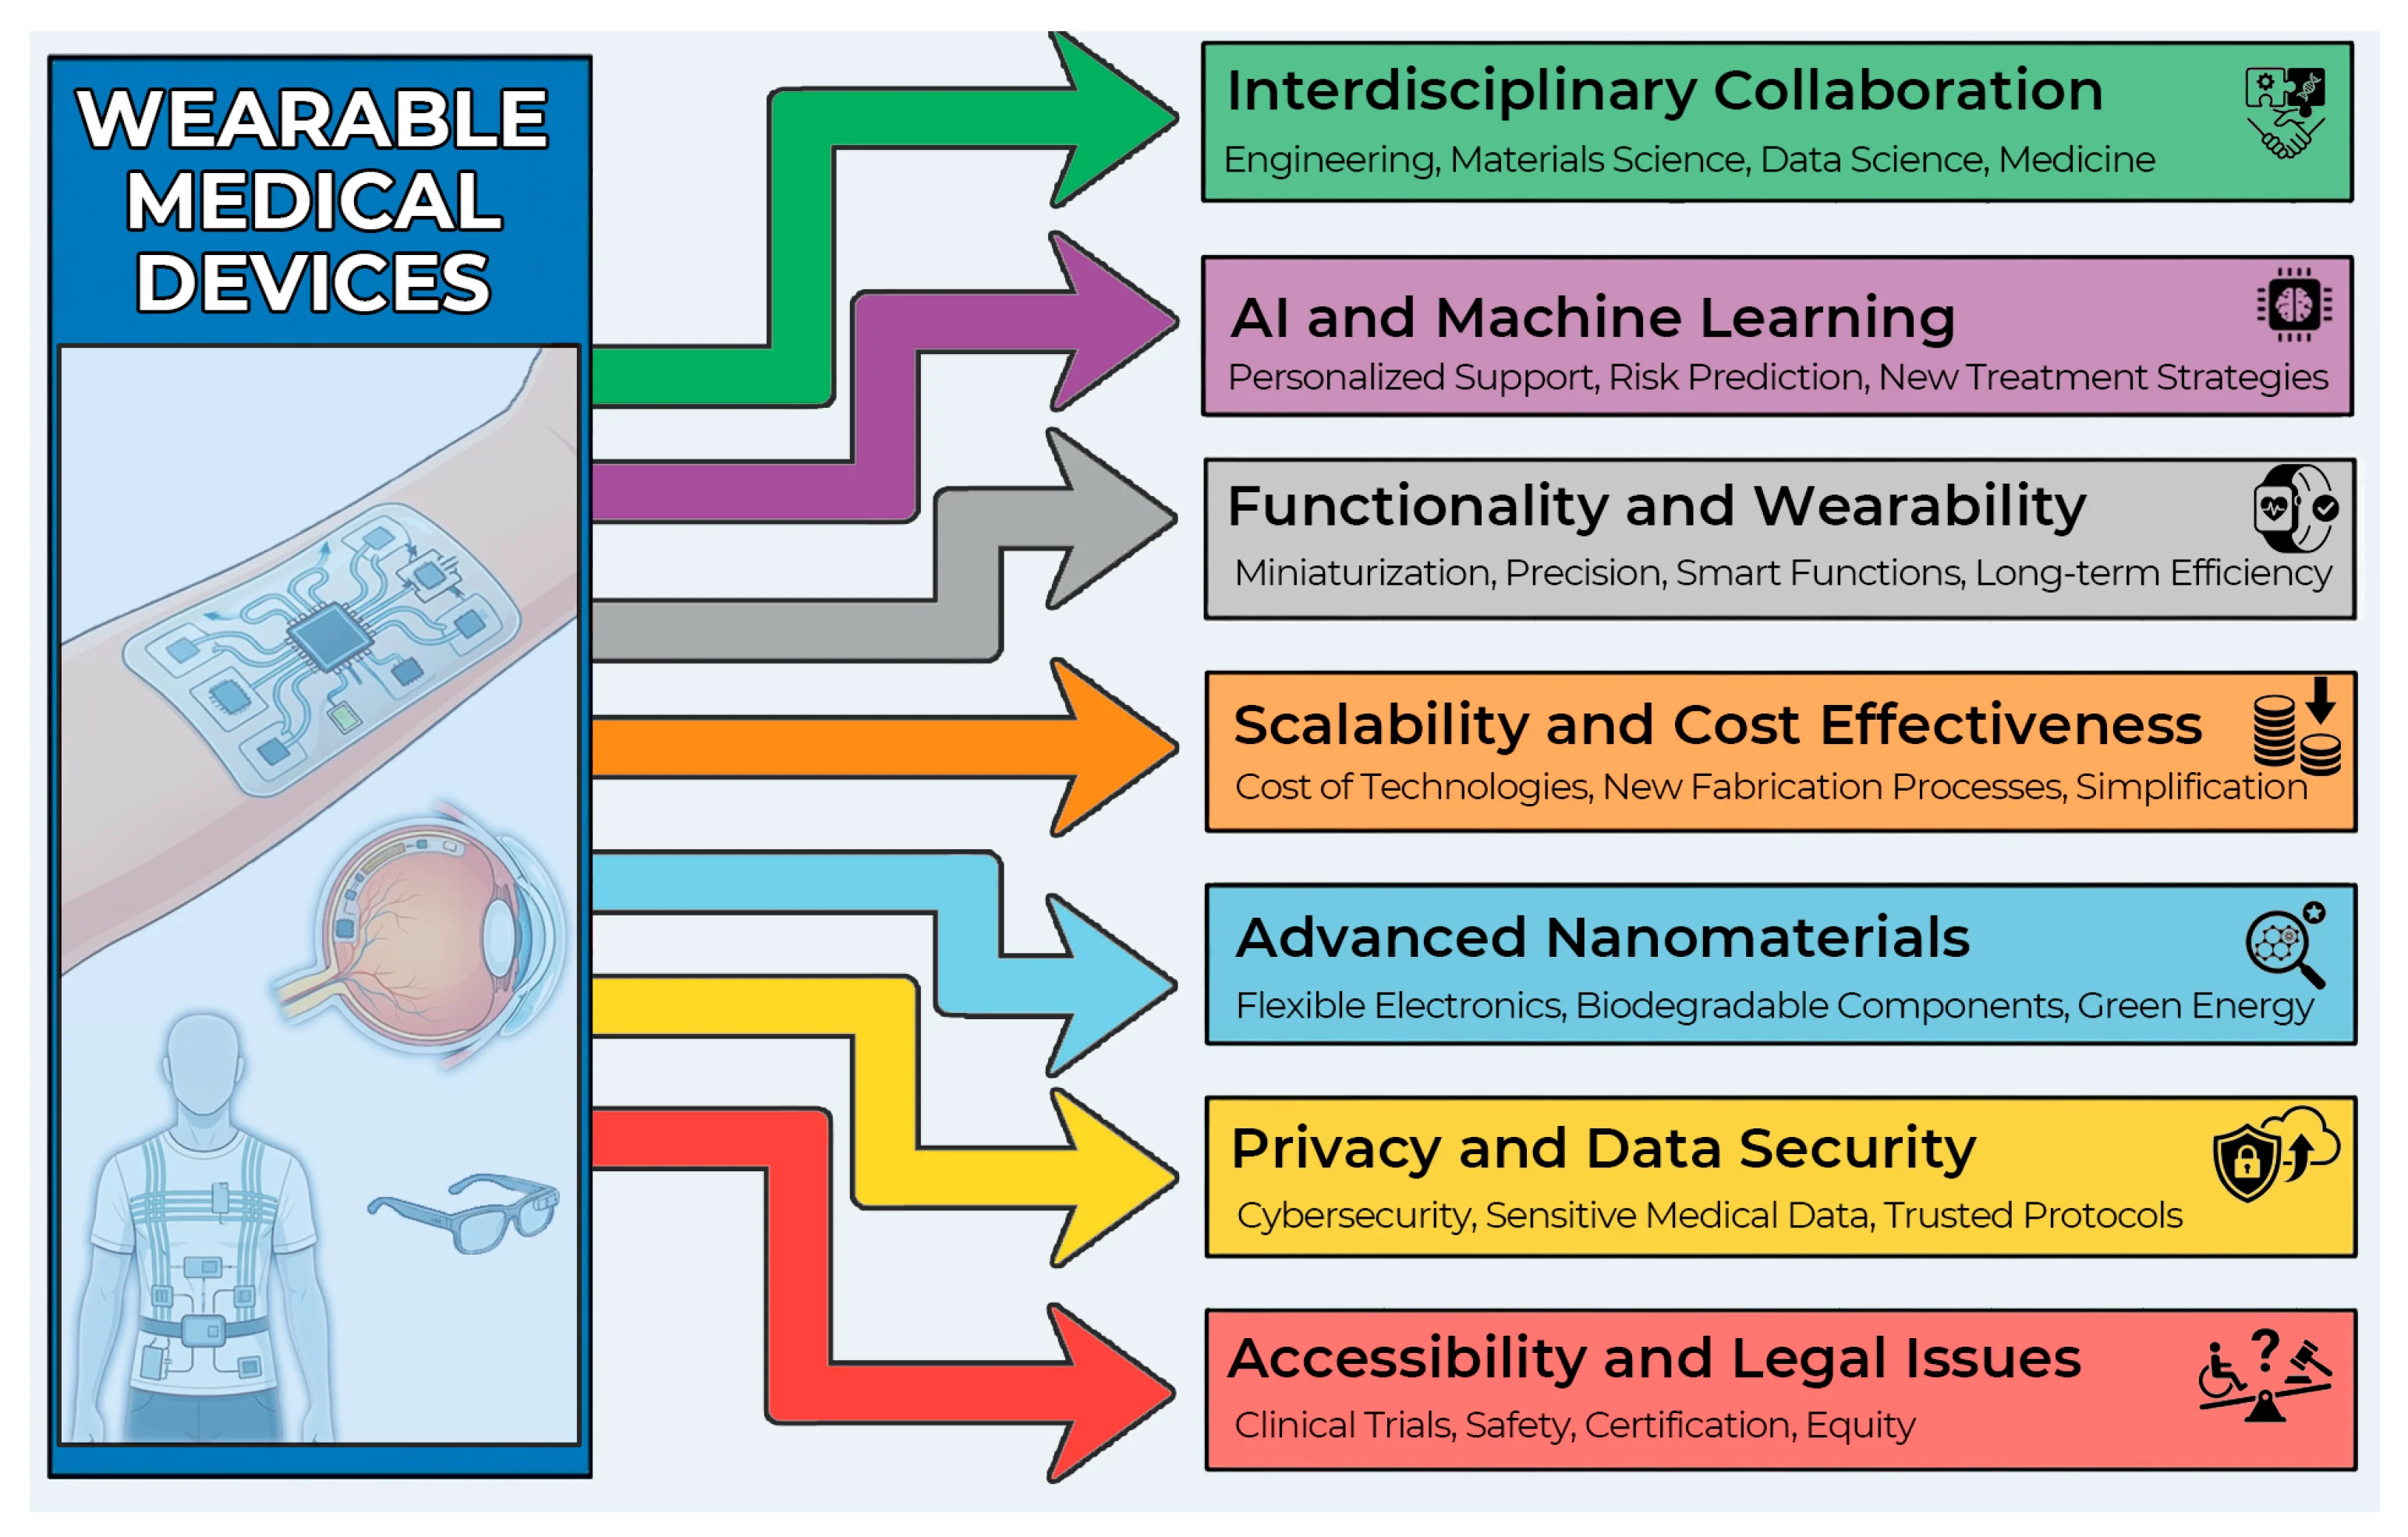 WEARABLE
MEDICAL
DEVICES
Interdisciplinary Collaboration
Engineering, Materials Science, Data Science, Medicine
AI and Machine Learning
Personalized Support, Risk Prediction, New Treatment Strategies
Functionality and Wearability
Miniaturization, Precision, Smart Functions, Long-term Efficiency
Scalability and Cost Effectiveness
Cost of Technologies, New Fabrication Processes, Simplification
Advanced Nanomaterials
Flexible Electronics, Biodegradable Components, Green Energy
Privacy and Data Security
Cybersecurity, Sensitive Medical Data, Trusted Protocols
Accessibility and Legal Issues
Clinical Trials, Safety, Certification, Equity
?